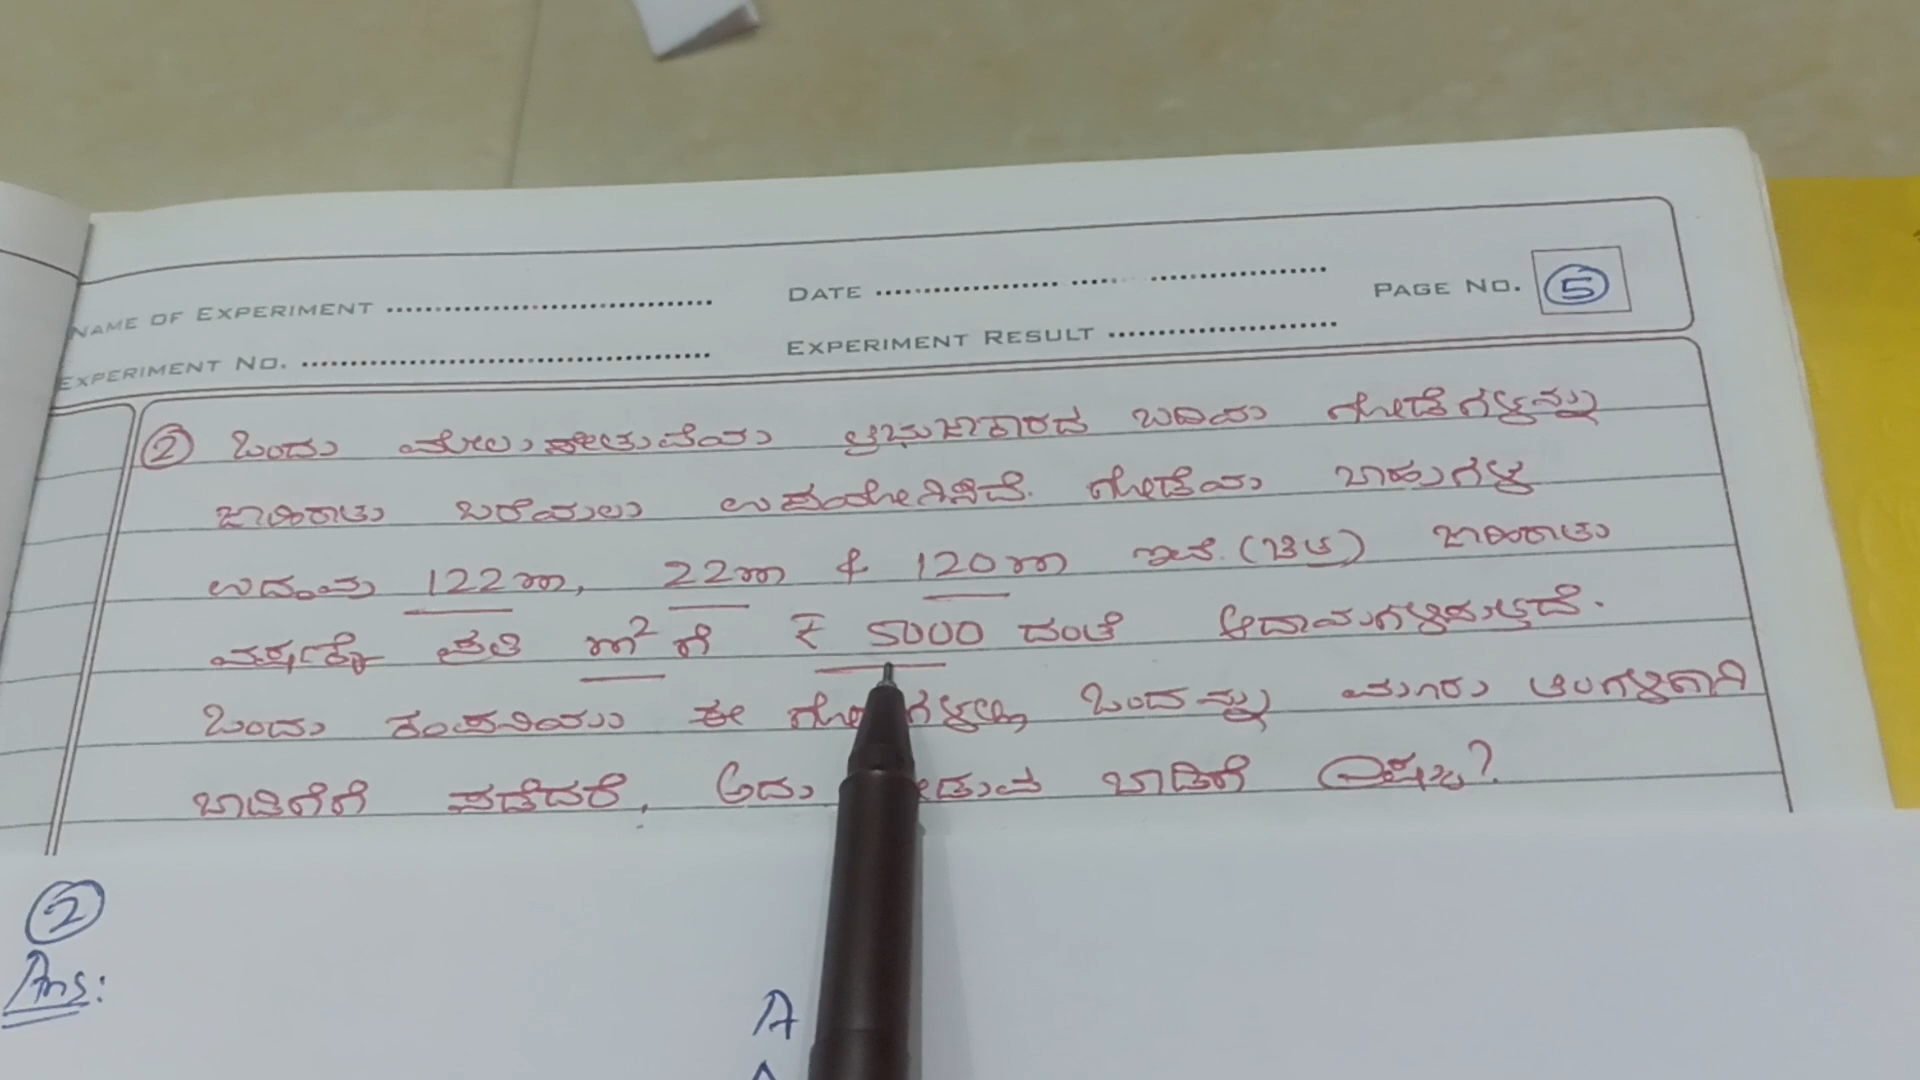 NAME OF EXPERIMENT
DATE
PAGE NO. 5
EXPERIMENT NO.
EXPERIMENT RESULT
② ಒಂದು ಮೇಲುಸೇತುವೆಯ ತ್ರಿಭುಜಾಕಾರದ ಬದಿಯ ಗೋಡೆಗಳನ್ನು
ಜಾಹಿರಾತು ಬರೆಯಲು ಉಪಯೋಗಿಸಿದೆ. ಗೋಡೆಯ ಬಾಹುಗಳ
ಉದ್ದವು 122m, 22m & 120m ಇವೆ. (ಚಿತ್ರ) ಜಾಹಿರಾತು
ವರ್ಷಕ್ಕೆ ಪ್ರತಿ m² ಗೆ ₹ 5000 ದಂತೆ ಆದಾಯಗಳಿಸುತ್ತದೆ.
ಒಂದು ಕಂಪನಿಯು ಈ ಒಂದನ್ನು ಮೂರು ತಿಂಗಳಿಗಾಗಿ
ಬಾಡಿಗೆಗೆ ಪಡೆದರೆ, ಅದು ಬಾಡಿಗೆ ಎಷ್ಟು?
②
Ans:
A